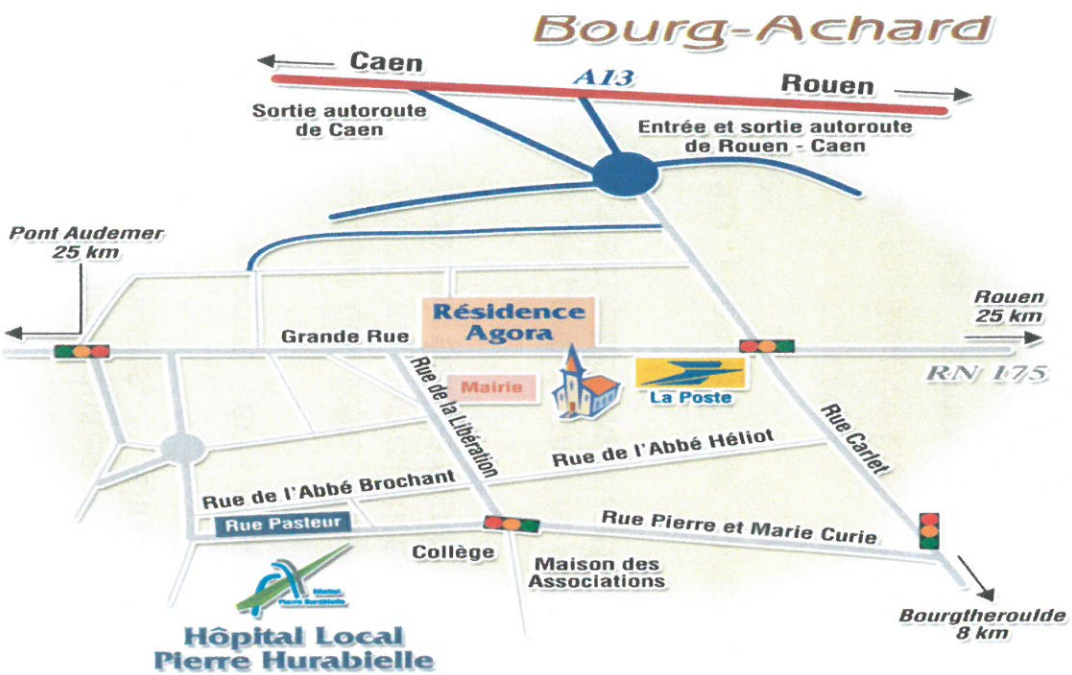 Bourg-Achard
Caen
A13
Rouen
Sortie autoroute
de Caen
Entrée et sortie autoroute
de Rouen - Caen
Pont Audemer
25 km
Résidence
Agora
Rouen
25 km
Grande Rue
RN 175
Mairie
La Poste
Rue de la Libération
Rue Carlet
Rue de l'Abbé Héliot
Rue de l'Abbé Brochant
Rue Pasteur
Rue Pierre et Marie Curie
Collège
Maison des
Associations
Hôpital
Pierre Hurabielle
Bourgtheroulde
8 km
Hôpital Local
Pierre Hurabielle